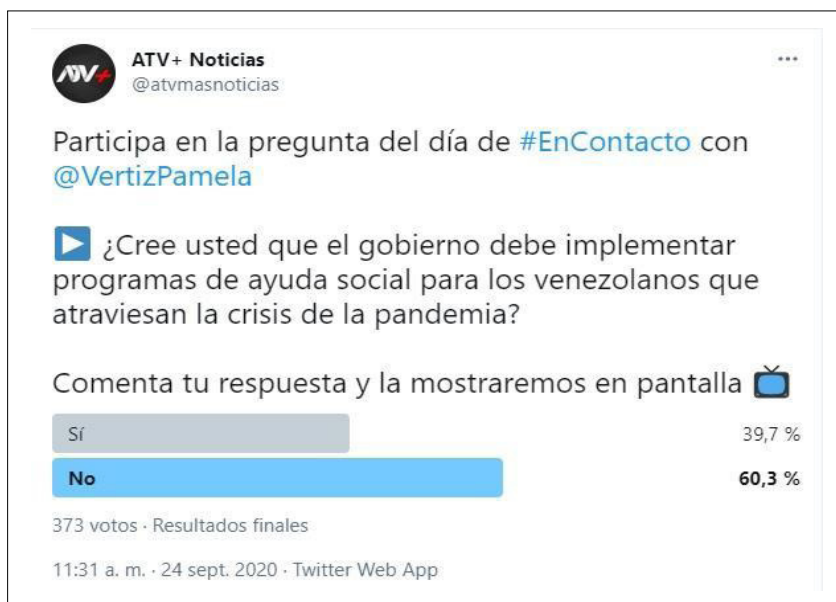 ATV+
ATV+ Noticias
@atvmasnoticias
Participa en la pregunta del día de #EnContacto con
@VertizPamela
¿Cree usted que el gobierno debe implementar
programas de ayuda social para los venezolanos que
atraviesan la crisis de la pandemia?
Comenta tu respuesta y la mostraremos en pantalla
Sí 39,7 %
No 60,3 %
373 votos · Resultados finales
11:31 a. m. · 24 sept. 2020 · Twitter Web App